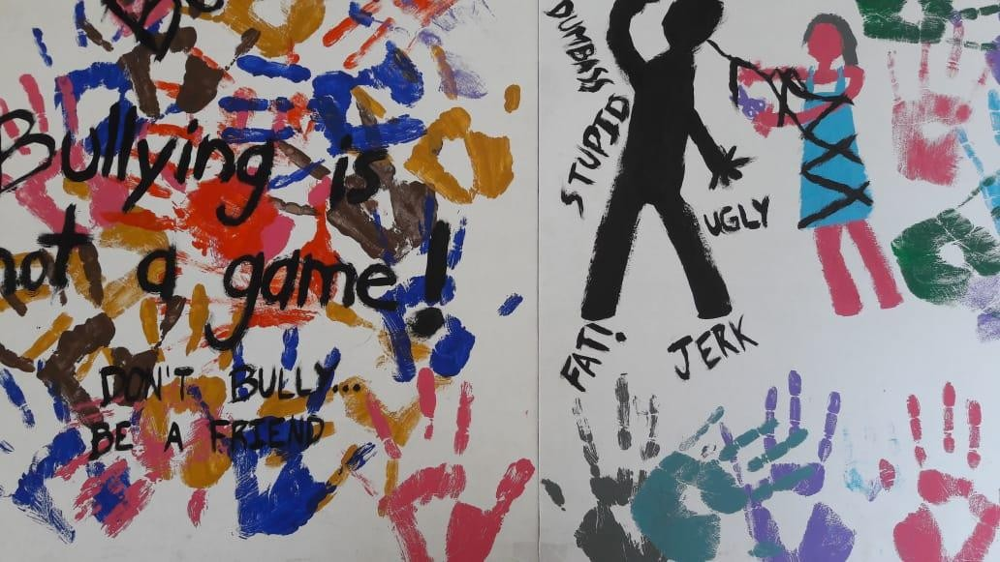 Bullying is
not a game!
DON'T BULLY...
BE A FRIEND
DUMBASS
STUPID
UGLY
FAT!
JERK